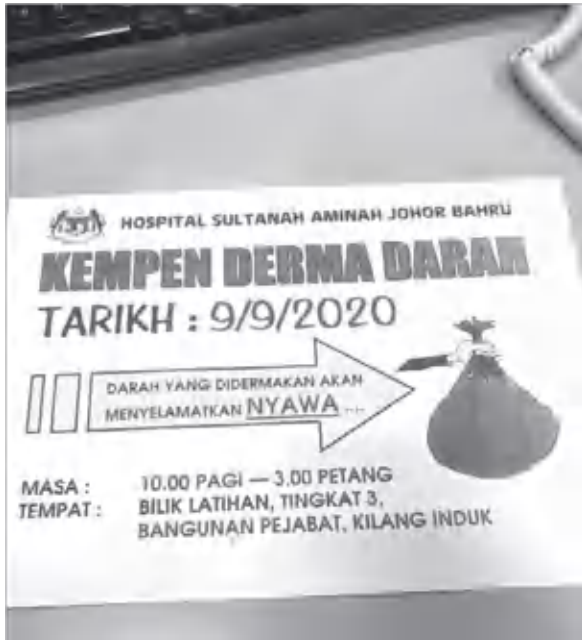 HOSPITAL SULTANAH AMINAH JOHOR BAHRU
KEMPEN DERMA DARAH
TARIKH : 9/9/2020
DARAH YANG DIDERMAKAN AKAN
MENYELAMATKAN NYAWA ...
MASA : 10.00 PAGI — 3.00 PETANG
TEMPAT : BILIK LATIHAN, TINGKAT 3,
BANGUNAN PEJABAT, KILANG INDUK